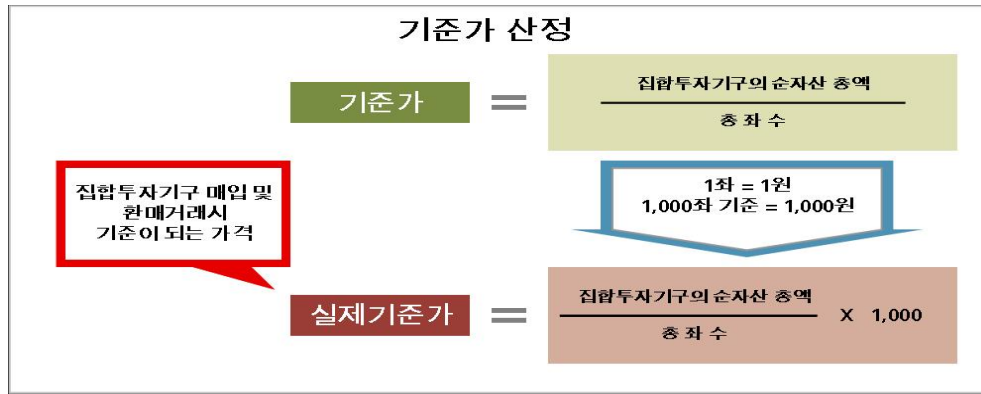 기준가 산정
기준가 =
집합투자기구의 순자산 총액
총 좌 수
집합투자기구 매입 및
환매거래시
기준이 되는 가격
1좌 = 1원
1,000좌 기준 = 1,000원
실제기준가 =
집합투자기구의 순자산 총액
총 좌 수
X 1,000